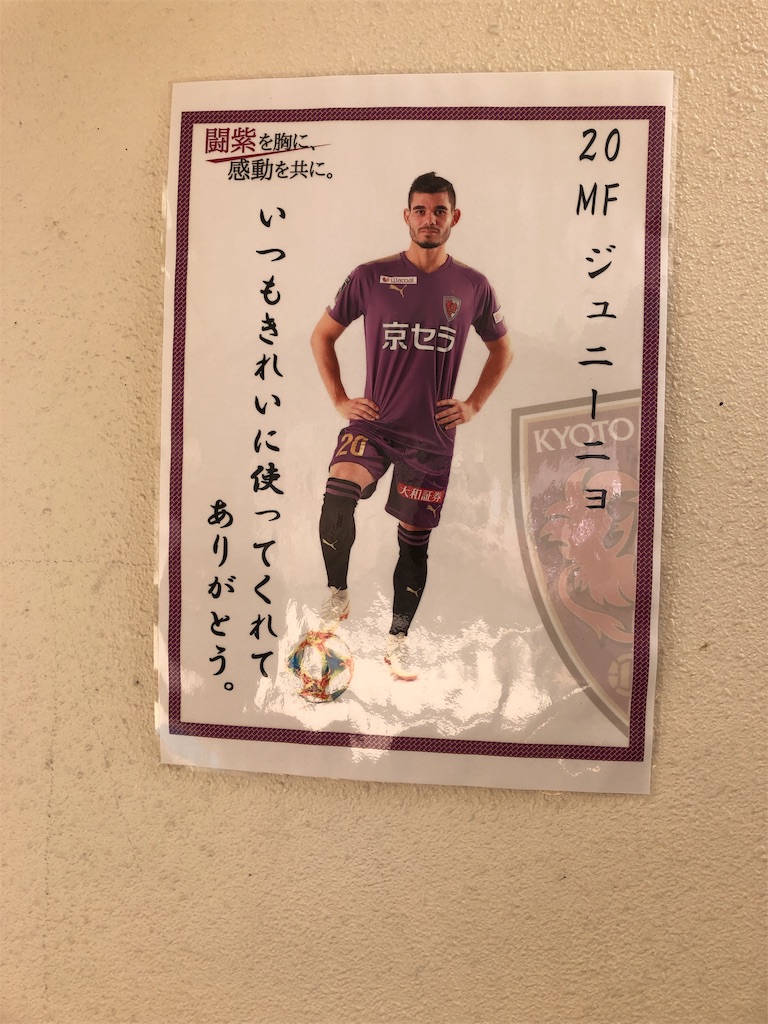 闘紫を胸に、
感動を共に。
20
MF ジュニーニョ
いつもきれいに使ってくれて
ありがとう。
Wacoal
京セラ
20
大和証券
KYOTO